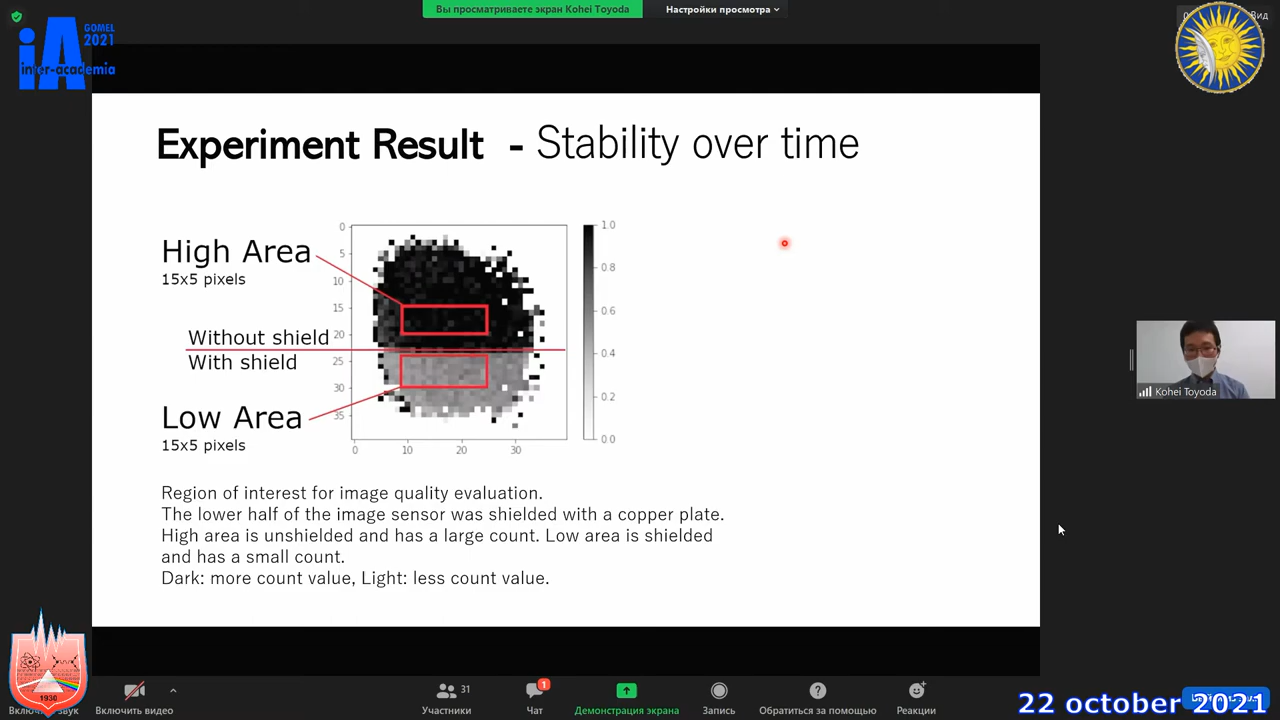 Вы просматриваете экран Kohei Toyoda
Настройки просмотра
Вид
GOMEL
2021
iA
inter-academia
Experiment Result - Stability over time
High Area
15x5 pixels
Without shield
With shield
Low Area
15x5 pixels
0
5
10
15
20
25
30
35
0
10
20
30
1.0
0.8
0.6
0.4
0.2
0.0
Region of interest for image quality evaluation.
The lower half of the image sensor was shielded with a copper plate.
High area is unshielded and has a large count. Low area is shielded
and has a small count.
Dark: more count value, Light: less count value.
Kohei Toyoda
1930
звук
Включить видео
31
Участники
1
Чат
Демонстрация экрана
Запись
Обратиться за помощью
Реакции
22 october 2021